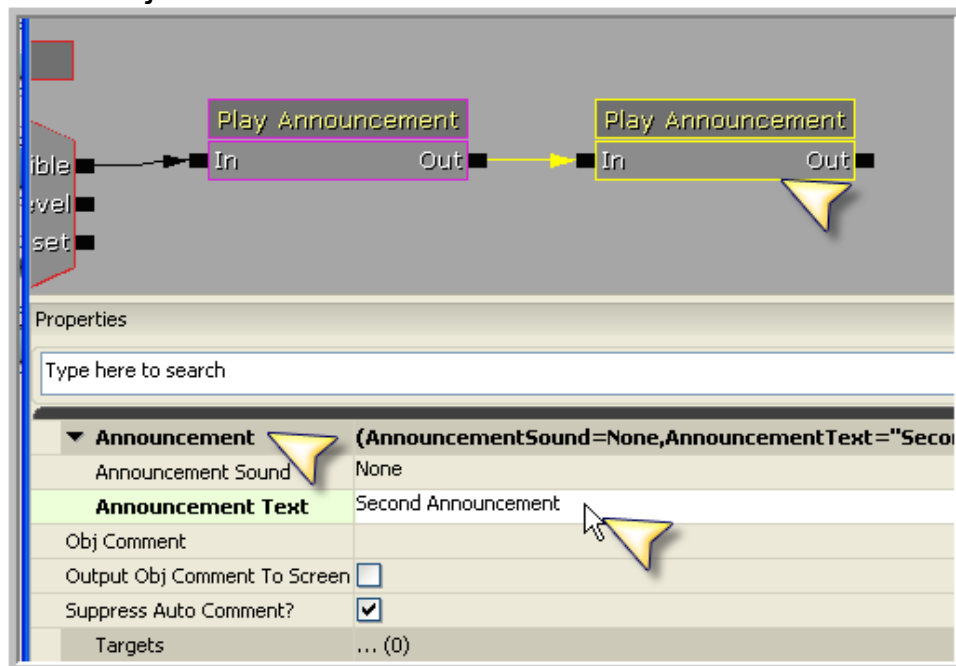 Play Announcement Play Announcement
ible In Out In Out
evel
set
Properties
Type here to search
Announcement (AnnouncementSound=None,AnnouncementText="Seco
Announcement Sound None
Announcement Text Second Announcement
Obj Comment
Output Obj Comment To Screen
Suppress Auto Comment?
Targets ... (0)